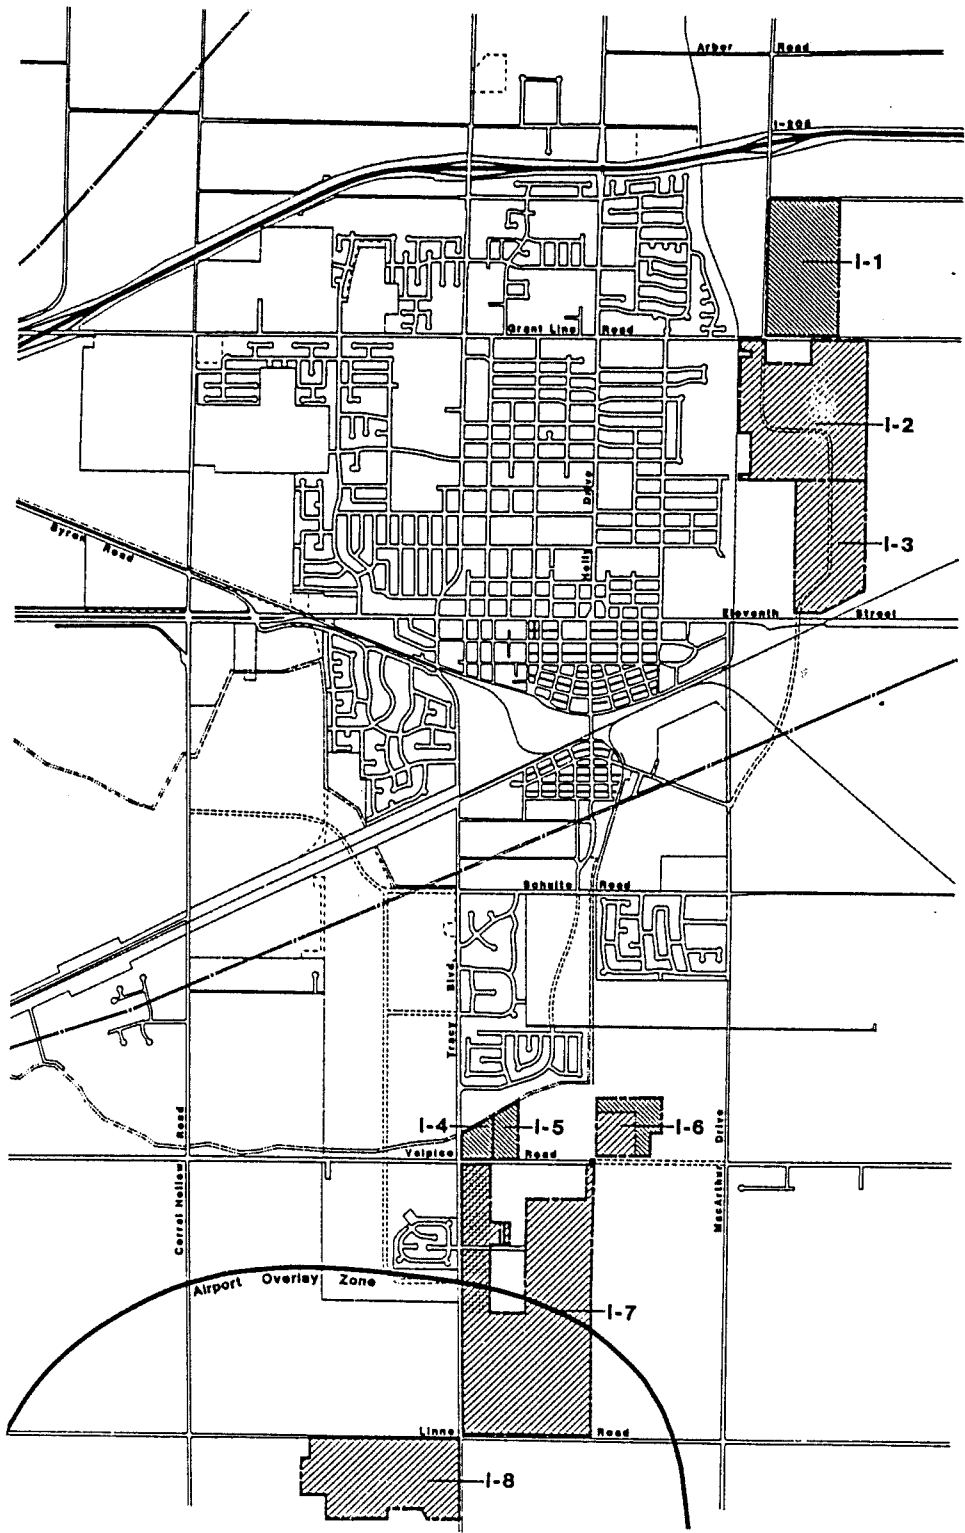 Arbor Road
I-205
I-1
Grant Line Road
I-2
Drive
I-3
Byron Road
Holly
Eleventh Street
Schulte Road
Tracy Blvd.
I-4
I-5
I-6
Corral Hollow Road
Valpico Road
MacArthur Drive
Airport Overlay Zone
I-7
Linne Road
I-8